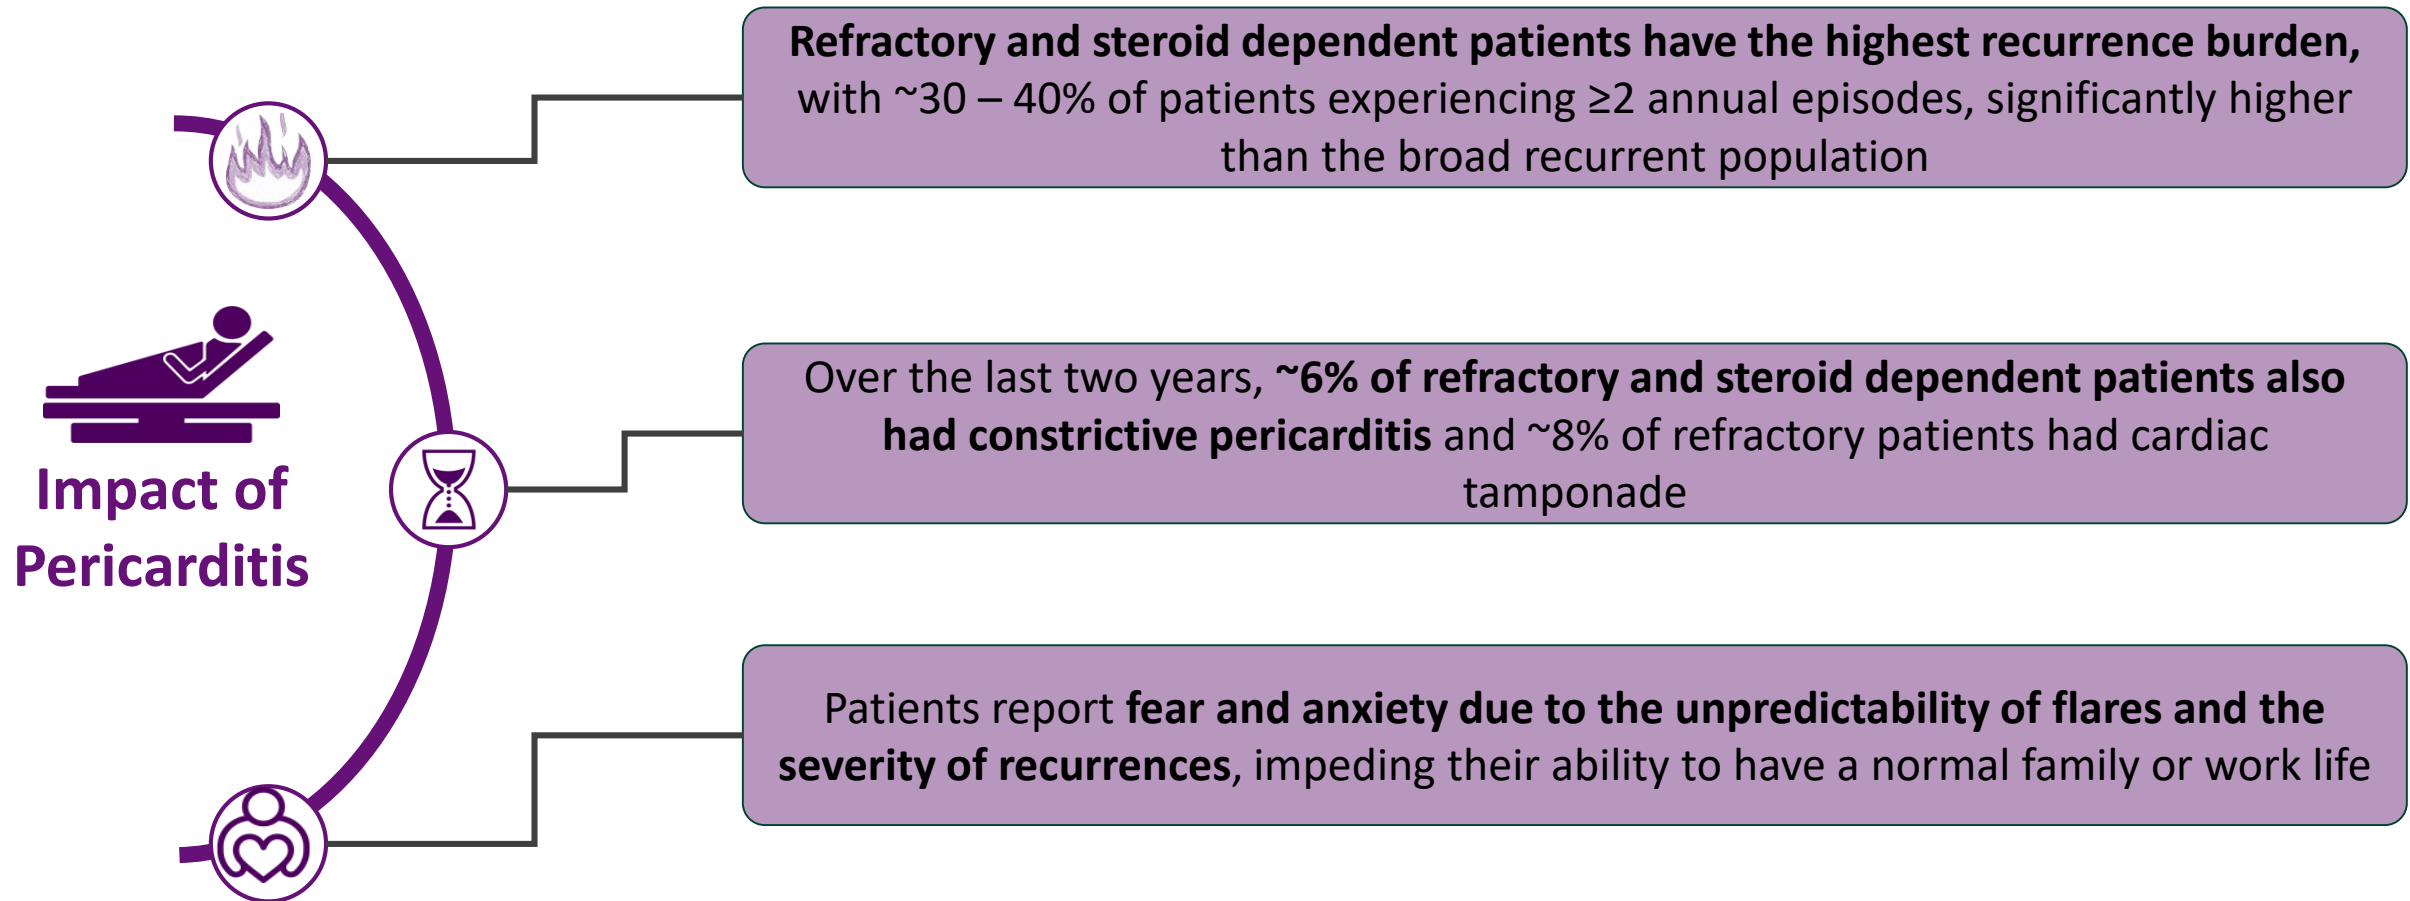 Refractory and steroid dependent patients have the highest recurrence burden,
with ~30 – 40% of patients experiencing ≥2 annual episodes, significantly higher
than the broad recurrent population
Over the last two years, ~6% of refractory and steroid dependent patients also
had constrictive pericarditis and ~8% of refractory patients had cardiac
tamponade
Impact of
Pericarditis
Patients report fear and anxiety due to the unpredictability of flares and the
severity of recurrences, impeding their ability to have a normal family or work life